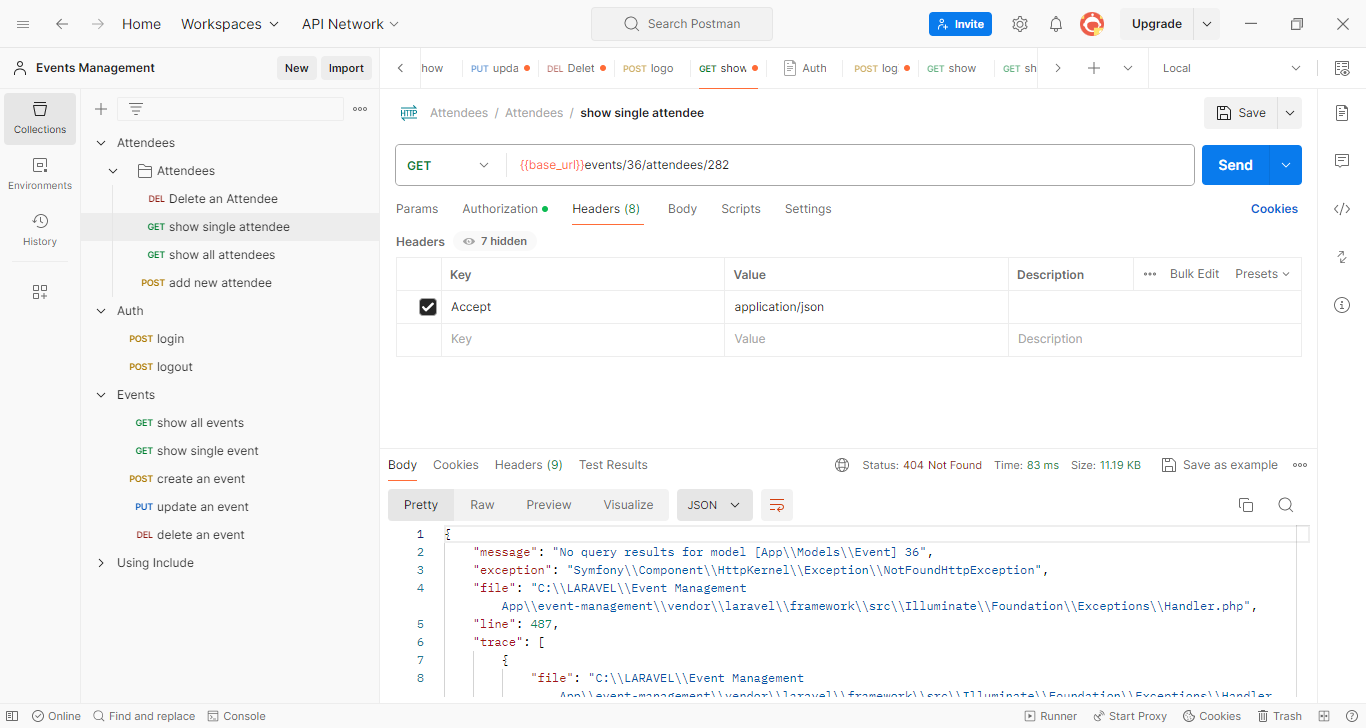 Home Workspaces API Network Search Postman Invite Upgrade
Events Management New Import how PUT upda DEL Delet POST logo GET show Auth POST log GET show GET sh Local
Collections
Environments
History
Attendees
Attendees
DEL Delete an Attendee
GET show single attendee
GET show all attendees
POST add new attendee
Auth
POST login
POST logout
Events
GET show all events
GET show single event
POST create an event
PUT update an event
DEL delete an event
Using Include
HTTP Attendees / Attendees / show single attendee Save
GET {{base_url}}events/36/attendees/282 Send
Params Authorization Headers (8) Body Scripts Settings Cookies
Headers 7 hidden
Key Value Description Bulk Edit Presets
Accept application/json
Key Value Description
Body Cookies Headers (9) Test Results Status: 404 Not Found Time: 83 ms Size: 11.19 KB Save as example
Pretty Raw Preview Visualize JSON
1 {
2 "message": "No query results for model [App\\Models\\Event] 36",
3 "exception": "Symfony\\Component\\HttpKernel\\Exception\\NotFoundHttpException",
4 "file": "C:\\LARAVEL\\Event Management
App\\event-management\\vendor\\laravel\\framework\\src\\Illuminate\\Foundation\\Exceptions\\Handler.php",
5 "line": 487,
6 "trace": [
7 {
8 "file": "C:\\LARAVEL\\Event Management
App\\event-management\\vendor\\laravel\\framework\\src\\Illuminate\\Foundation\\Exceptions\\Handler
Online Find and replace Console Runner Start Proxy Cookies Trash